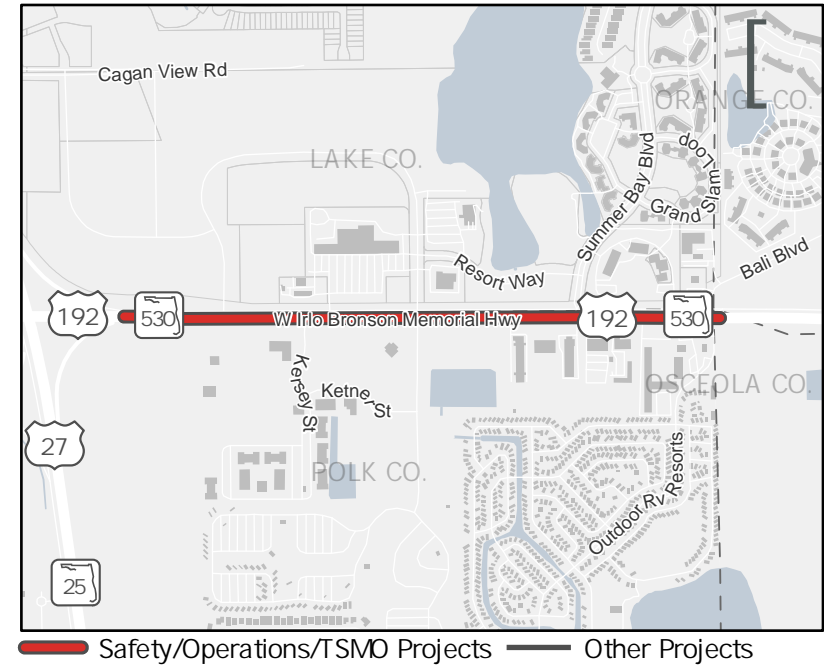 Cagan View Rd
ORANGE CO.
LAKE CO.
Summer Bay Blvd
Grand Slam Loop
Resort Way
Bali Blvd
192
530
W Irlo Bronson Memorial Hwy
192
530
Kersey St
Ketner St
OSCEOLA CO.
27
POLK CO.
Outdoor Rv Resorts
25
Safety/Operations/TSMO Projects
Other Projects